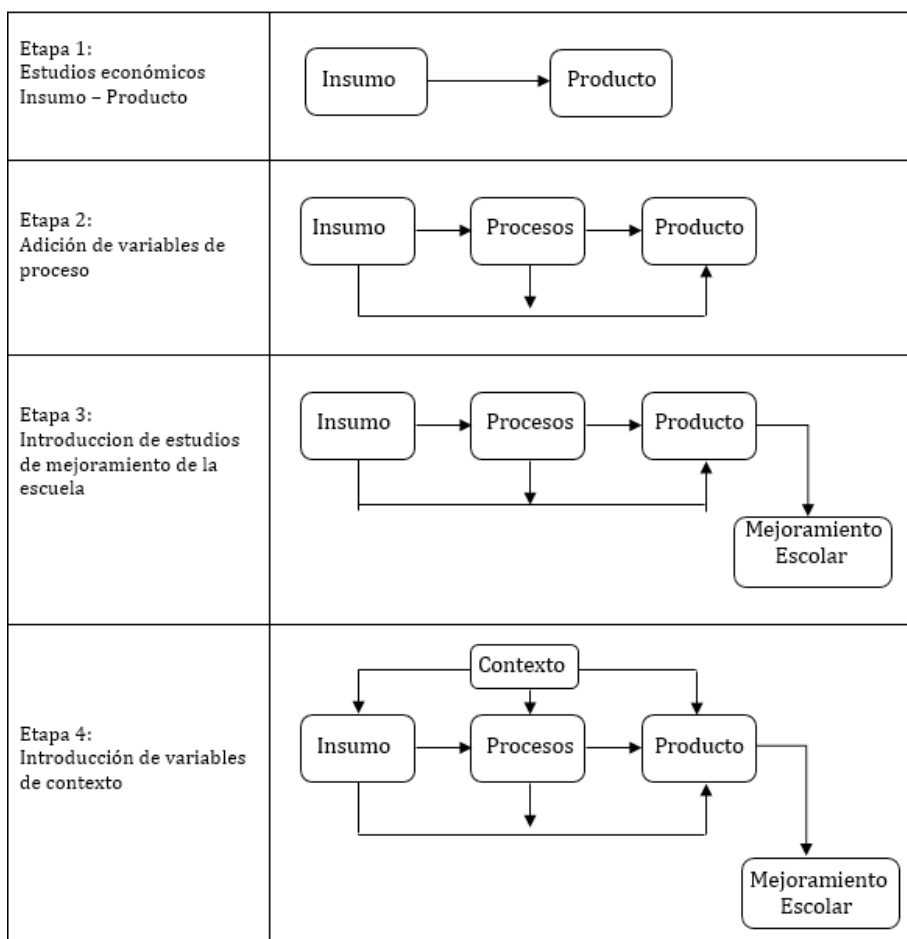 Etapa 1:
Estudios económicos
Insumo – Producto
Insumo
Producto
Etapa 2:
Adición de variables de
proceso
Insumo
Procesos
Producto
Etapa 3:
Introduccion de estudios
de mejoramiento de la
escuela
Insumo
Procesos
Producto
Mejoramiento
Escolar
Etapa 4:
Introducción de variables
de contexto
Contexto
Insumo
Procesos
Producto
Mejoramiento
Escolar